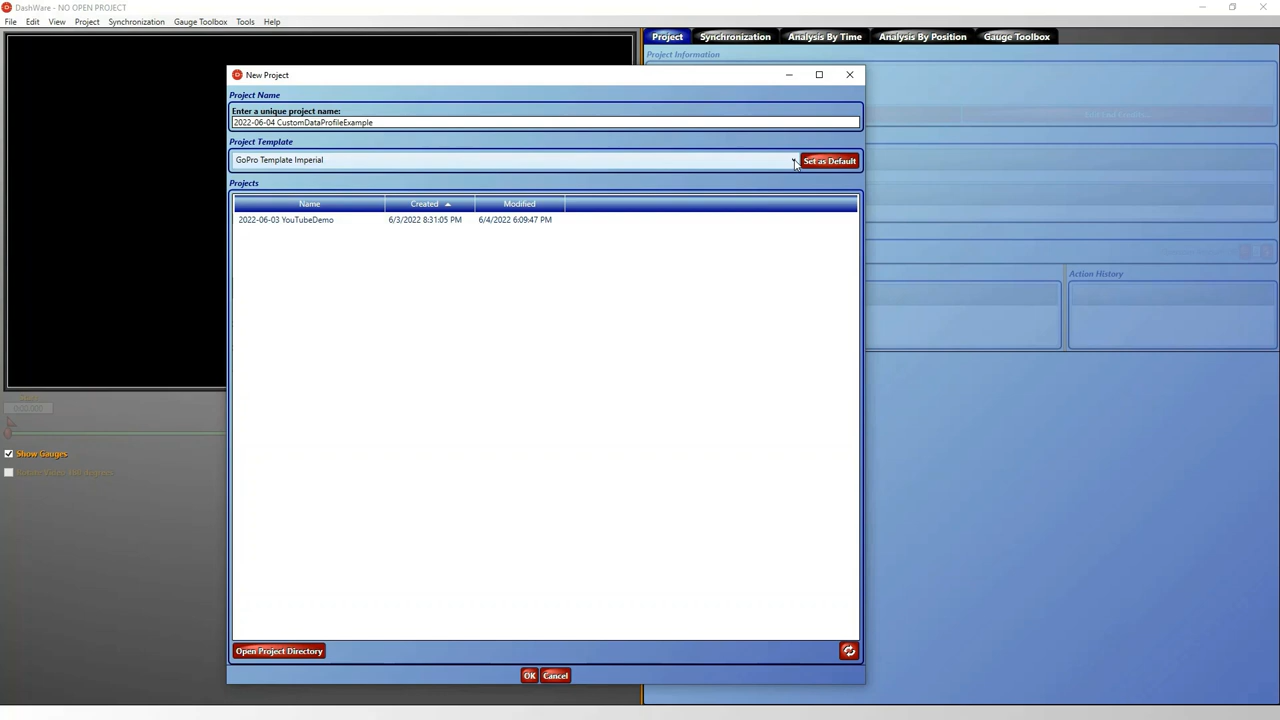 DashWare - NO OPEN PROJECT
File Edit View Project Synchronization Gauge Toolbox Tools Help
Project Synchronization Analysis By Time Analysis By Position Gauge Toolbox
Project Information
New Project
Project Name
Enter a unique project name:
2022-06-04 CustomDataProfileExample
Project Template
GoPro Template Imperial
Set as Default
Projects
Name Created Modified
2022-06-03 YouTubeDemo 6/3/2022 8:31:05 PM 6/4/2022 6:09:47 PM
Action History
Start
Show Gauges
Open Project Directory
OK Cancel